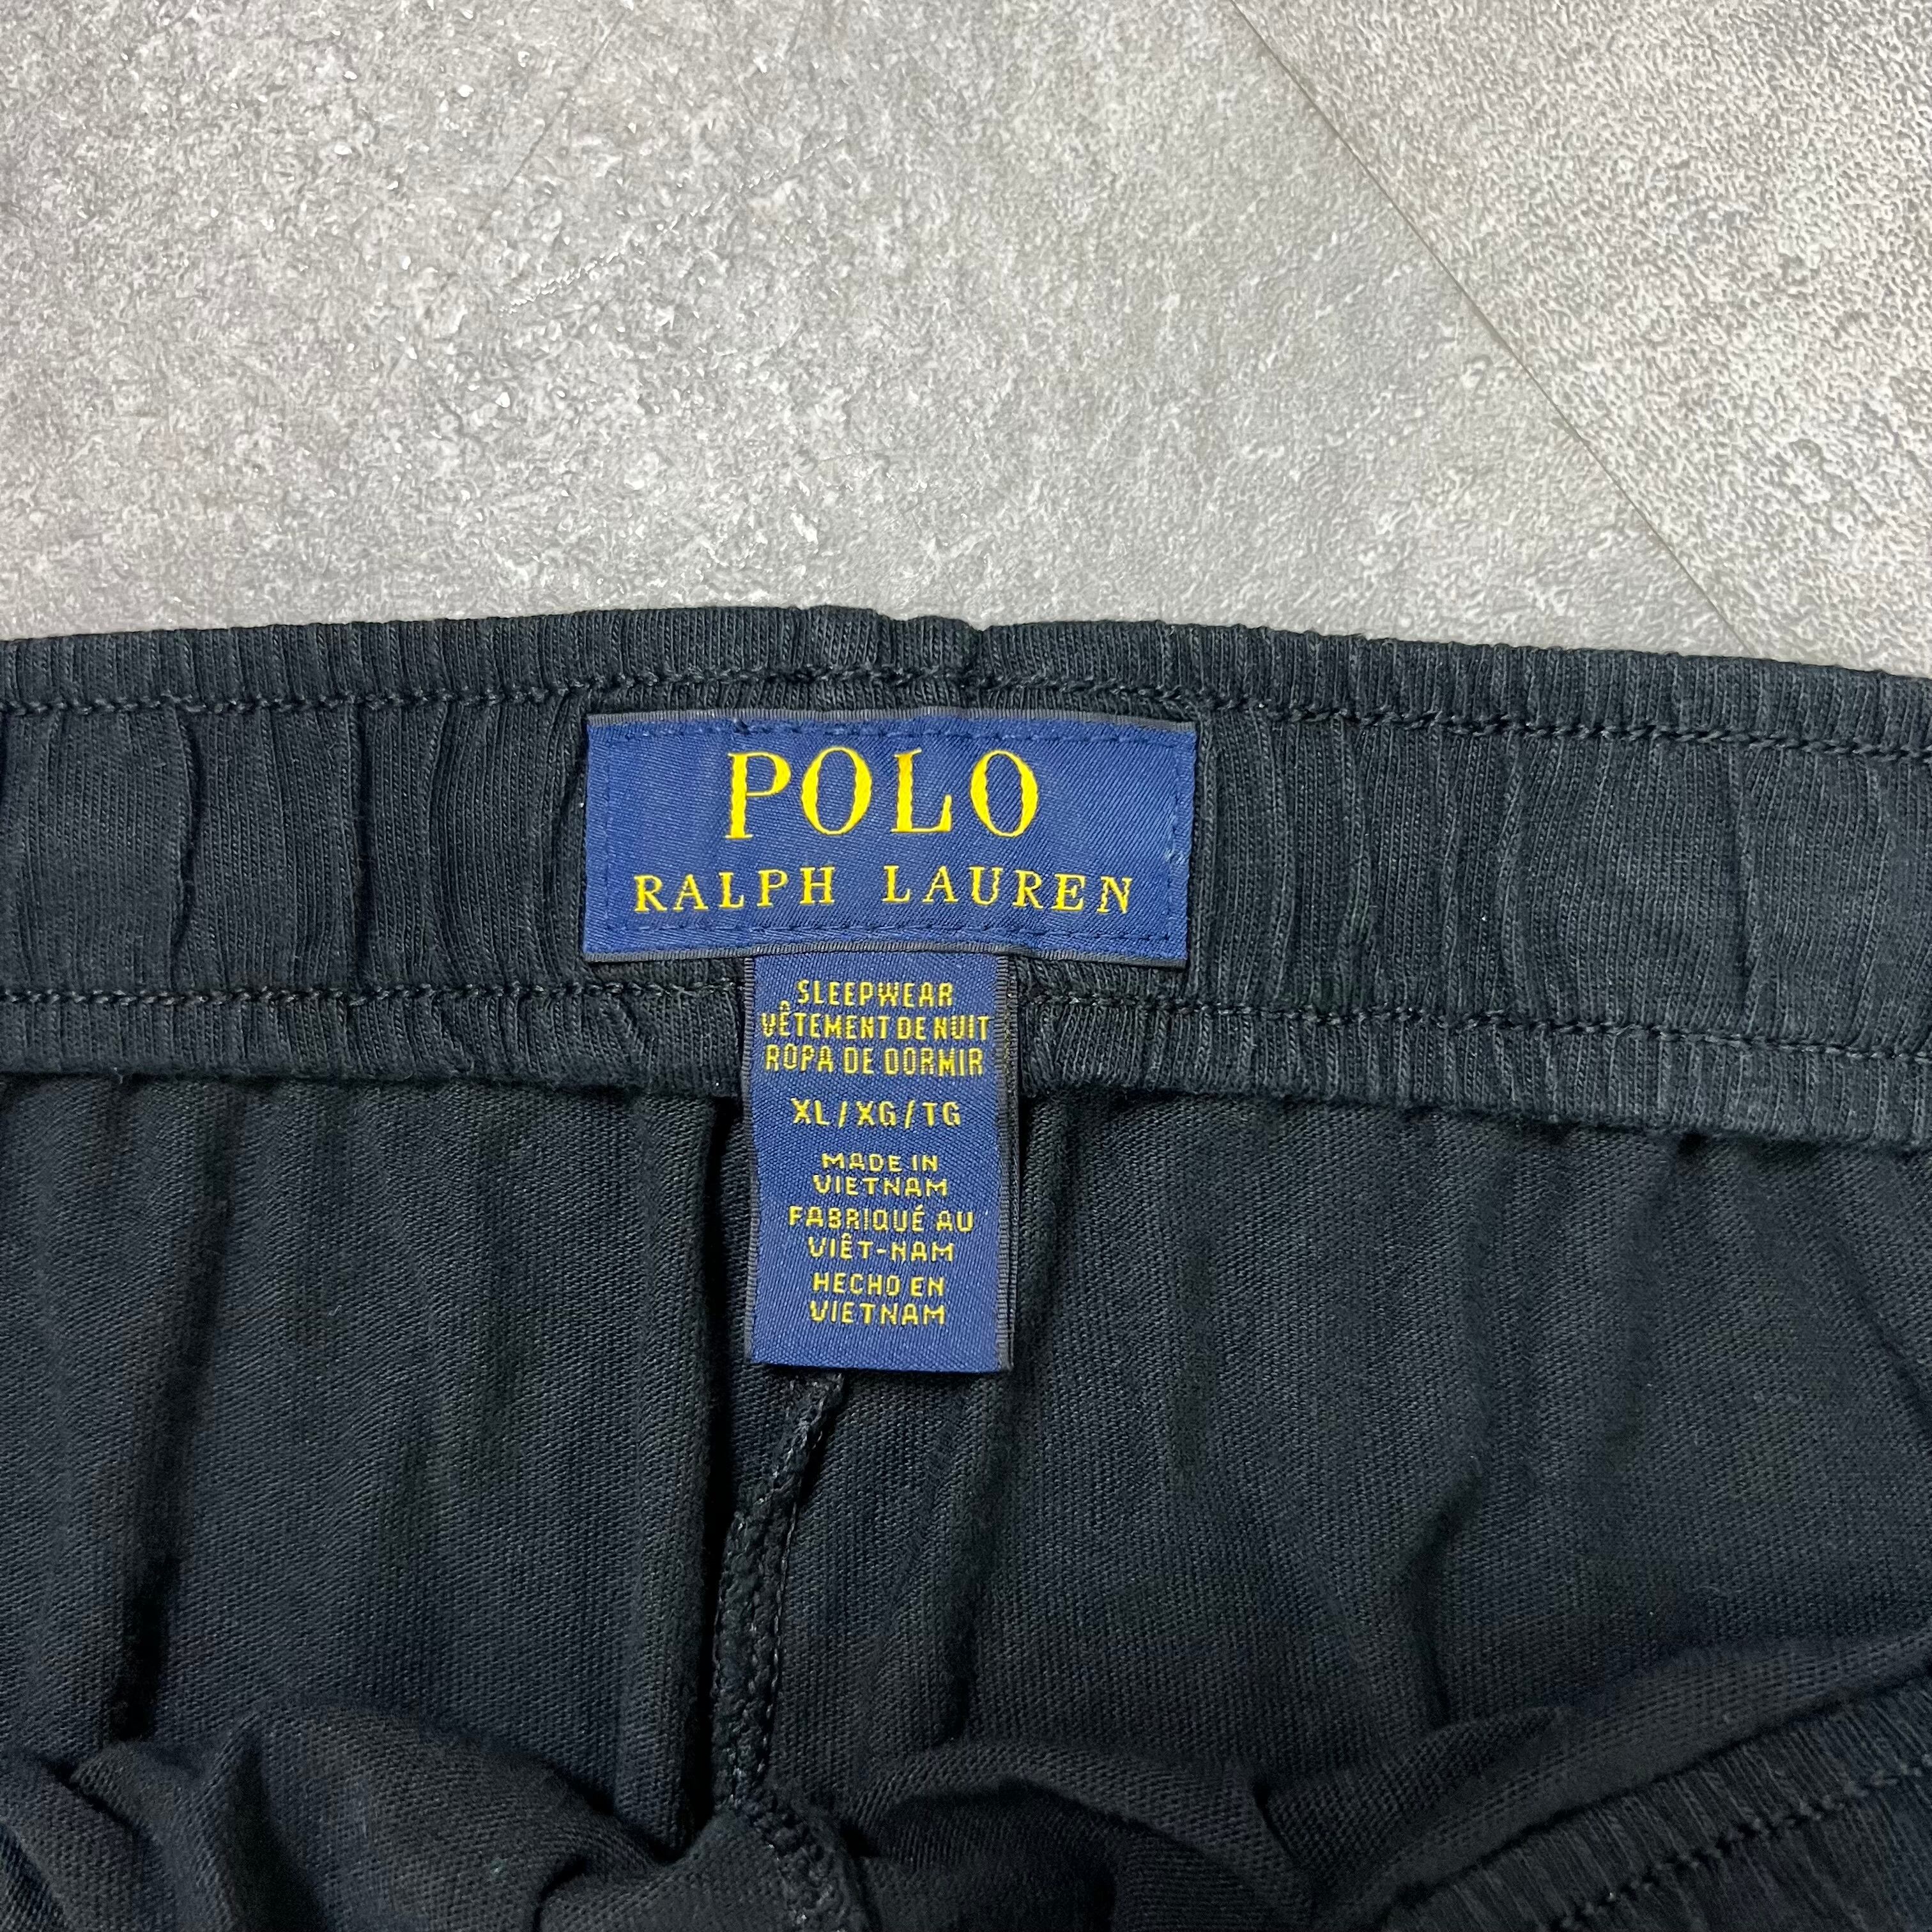 POLO
RALPH LAUREN
SLEEPWEAR
VÊTEMENT DE NUIT
ROPA DE DORMIR
XL/XG/TG
MADE IN
VIETNAM
FABRIQUÉ AU
VIÊT-NAM
HECHO EN
VIETNAM